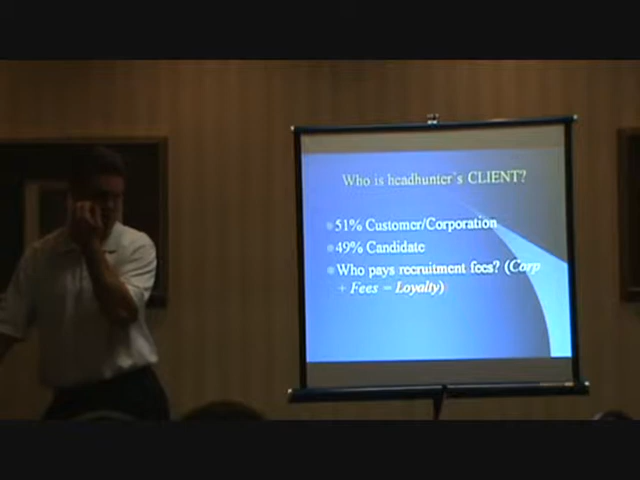 Who is headhunter's CLIENT?
51% Customer/Corporation
49% Candidate
Who pays recruitment fees? (Corp
+ Fees = Loyalty)